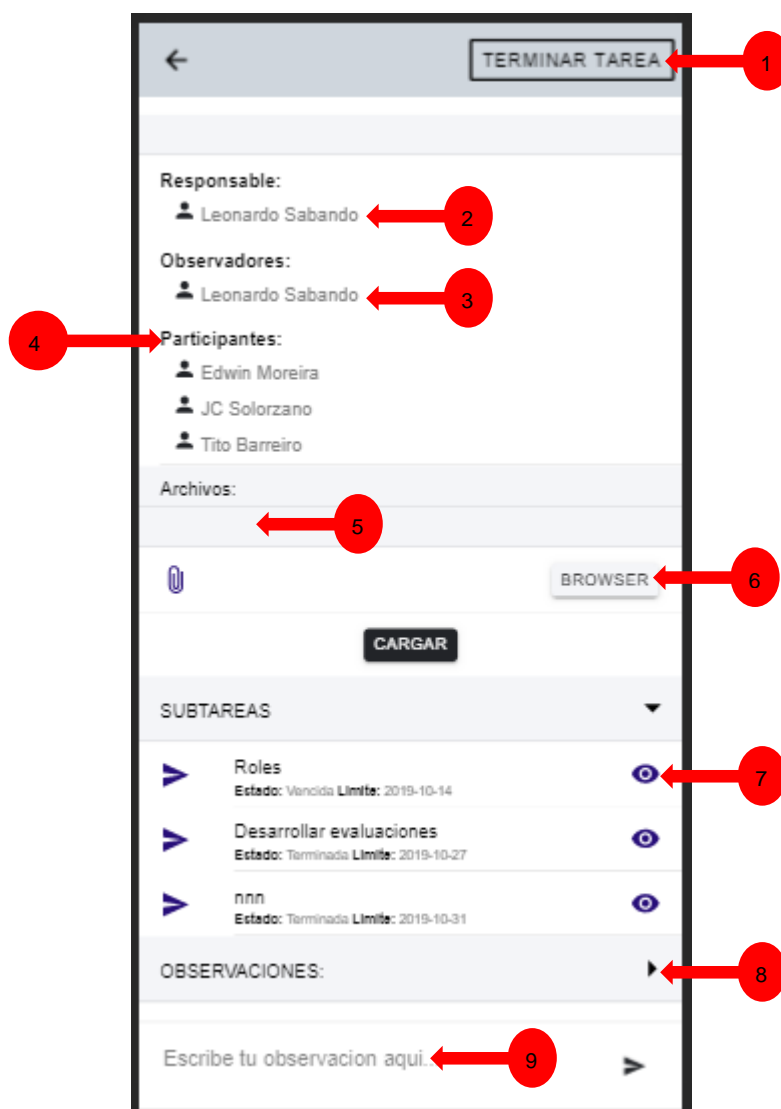 TERMINAR TAREA
1
Responsable:
Leonardo Sabando
2
Observadores:
Leonardo Sabando
3
4
Participantes:
Edwin Moreira
JC Solorzano
Tito Barreiro
Archivos:
5
BROWSER
6
CARGAR
SUBTAREAS
Roles
Estado: Vencida Limite: 2019-10-14
7
Desarrollar evaluaciones
Estado: Terminada Limite: 2019-10-27
nnn
Estado: Terminada Limite: 2019-10-31
OBSERVACIONES:
8
Escribe tu observacion aqui..
9